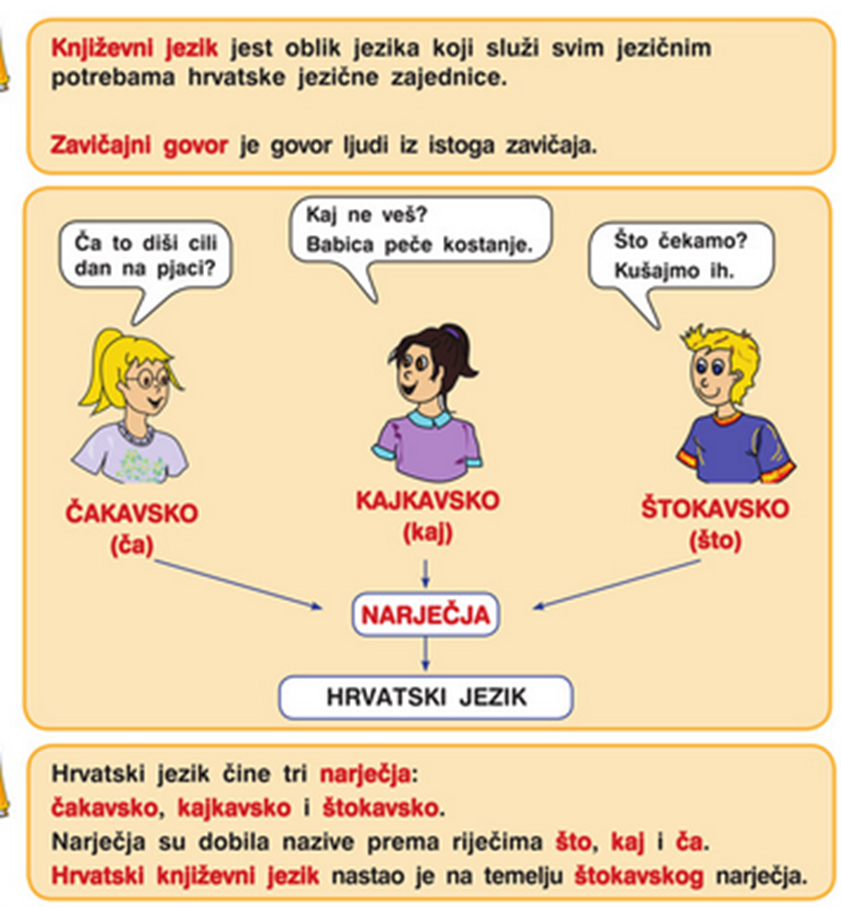 Književni jezik jest oblik jezika koji služi svim jezičnim
potrebama hrvatske jezične zajednice.
Zavičajni govor je govor ljudi iz istoga zavičaja.
Ča to diši cili
dan na pjaci?
Kaj ne veš?
Babica peče kostanje.
Što čekamo?
Kušajmo ih.
ČAKAVSKO
(ča)
KAJKAVSKO
(kaj)
ŠTOKAVSKO
(što)
NARJEČJA
HRVATSKI JEZIK
Hrvatski jezik čine tri narječja:
čakavsko, kajkavsko i štokavsko.
Narječja su dobila nazive prema riječima što, kaj i ča.
Hrvatski književni jezik nastao je na temelju štokavskog narječja.